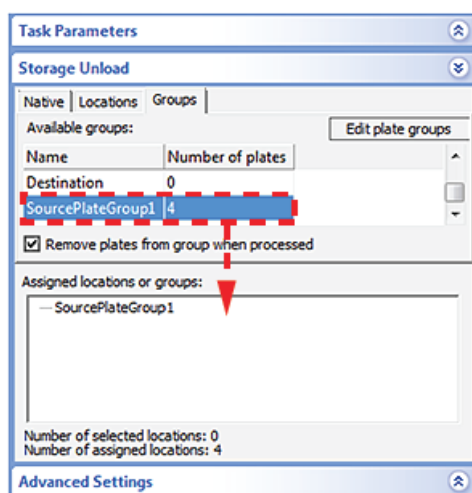 Task Parameters
Storage Unload
Native Locations Groups
Available groups: Edit plate groups
Name Number of plates
Destination 0
SourcePlateGroup1 4
Remove plates from group when processed
Assigned locations or groups:
SourcePlateGroup1
Number of selected locations: 0
Number of assigned locations: 4
Advanced Settings